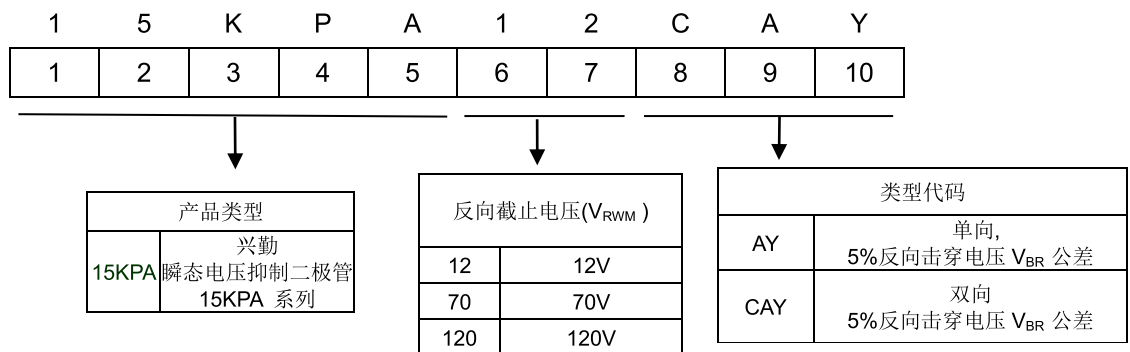 1 5 K P A 1 2 C A Y
1 2 3 4 5 6 7 8 9 10
产品类型
15KPA
兴勤
瞬态电压抑制二极管
15KPA 系列
反向截止电压(VRWM )
12 12V
70 70V
120 120V
类型代码
AY
单向,
5%反向击穿电压 VBR 公差
CAY
双向
5%反向击穿电压 VBR 公差